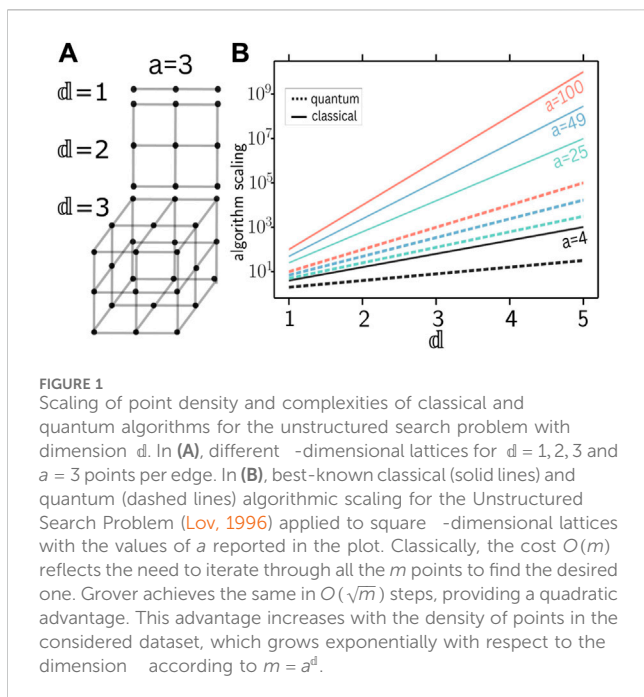 A
B
a=3
𝕕=1
𝕕=2
𝕕=3
algorithm scaling
10⁹
10⁷
10⁵
10³
10¹
quantum
classical
a=100
a=49
a=25
a=4
1 2 3 4 5
𝕕
FIGURE 1
Scaling of point density and complexities of classical and
quantum algorithms for the unstructured search problem with
dimension 𝕕. In (A), different -dimensional lattices for 𝕕 = 1, 2, 3 and
a = 3 points per edge. In (B), best-known classical (solid lines) and
quantum (dashed lines) algorithmic scaling for the Unstructured
Search Problem (Lov, 1996) applied to square -dimensional lattices
with the values of a reported in the plot. Classically, the cost O(m)
reflects the need to iterate through all the m points to find the desired
one. Grover achieves the same in O(√m) steps, providing a quadratic
advantage. This advantage increases with the density of points in the
considered dataset, which grows exponentially with respect to the
dimension according to m = a^𝕕.